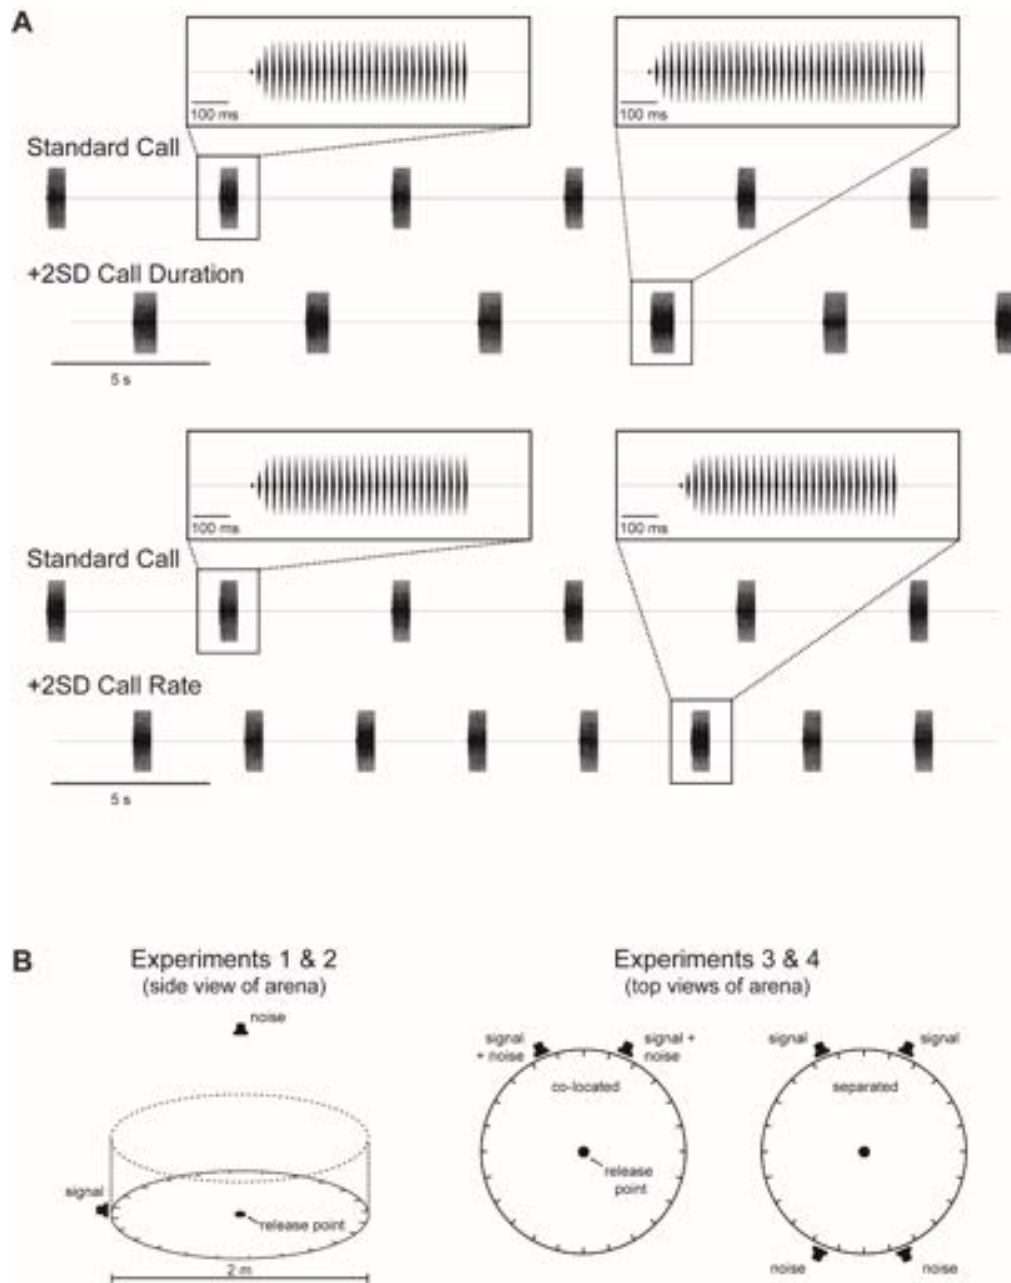 A
100 ms
100 ms
Standard Call
+2SD Call Duration
5 s
100 ms
100 ms
Standard Call
+2SD Call Rate
5 s
B
Experiments 1 & 2
(side view of arena)
noise
signal
release point
2 m
Experiments 3 & 4
(top views of arena)
signal
+ noise
signal +
noise
co-located
release
point
signal
signal
separated
noise
noise